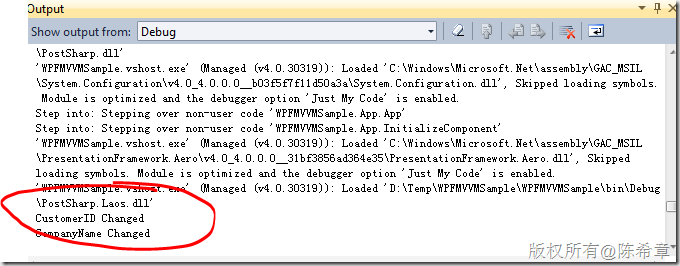 Output
Show output from: Debug
\PostSharp.dll'
'WPFMVVMSample.vshost.exe' (Managed (v4.0.30319)): Loaded 'C:\Windows\Microsoft.Net\assembly\GAC_MSIL
\System.Configuration\v4.0_4.0.0.0__b03f5f7f11d50a3a\System.Configuration.dll', Skipped loading symbols.
Module is optimized and the debugger option 'Just My Code' is enabled.
Step into: Stepping over non-user code 'WPFMVVMSample.App.App'
Step into: Stepping over non-user code 'WPFMVVMSample.App.InitializeComponent'
'WPFMVVMSample.vshost.exe' (Managed (v4.0.30319)): Loaded 'C:\Windows\Microsoft.Net\assembly\GAC_MSIL
\PresentationFramework.Aero\v4.0_4.0.0.0__31bf3856ad364e35\PresentationFramework.Aero.dll', Skipped
loading symbols. Module is optimized and the debugger option 'Just My Code' is enabled.
'WPFMVVMSample.vshost.exe' (Managed (v4.0.30319)): Loaded 'D:\Temp\WPFMVVMSample\WPFMVVMSample\bin\Debug
\PostSharp.Laos.dll'
CustomerID Changed
CompanyName Changed
版权所有@陈希章